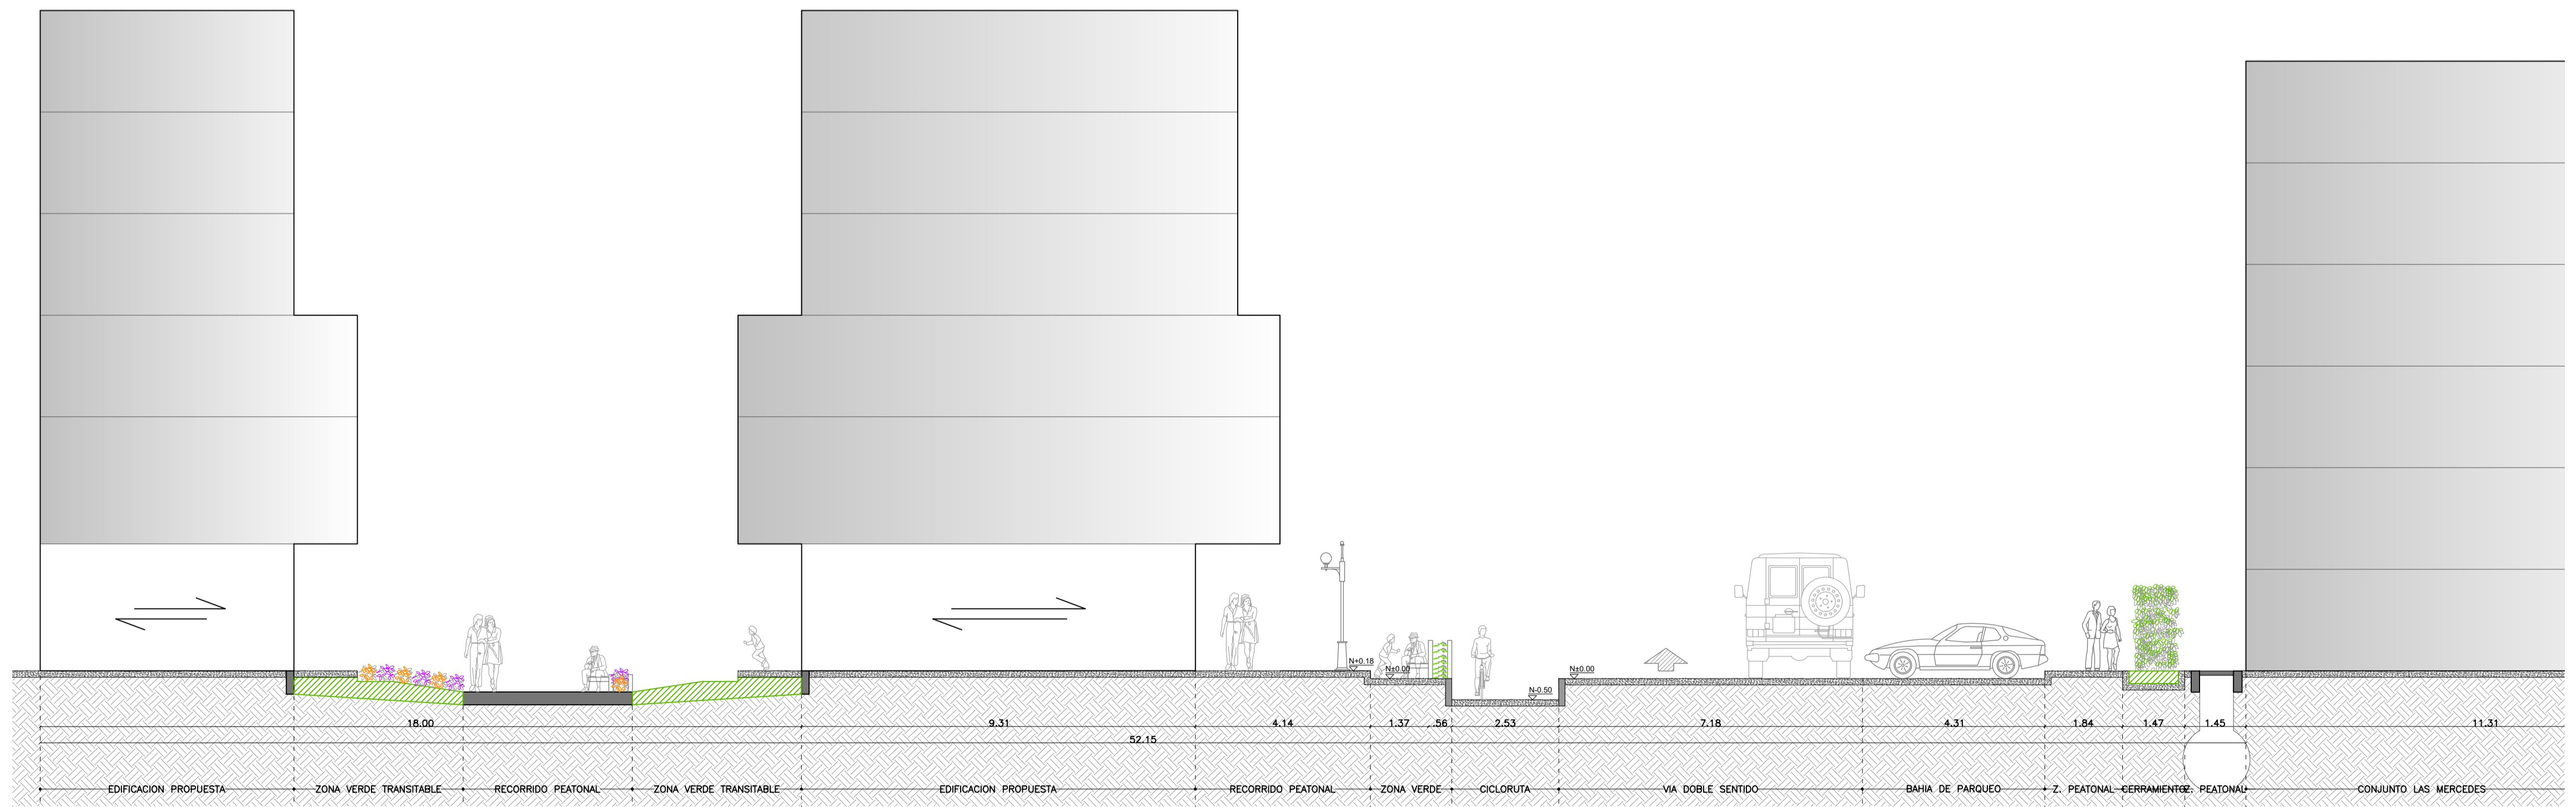 N+0.18
N±0.00
N-0.50
N±0.00
18.00 9.31 4.14 1.37 .56 2.53 7.18 4.31 1.84 1.47 1.45 11.31
52.15
EDIFICACION PROPUESTA ZONA VERDE TRANSITABLE RECORRIDO PEATONAL ZONA VERDE TRANSITABLE EDIFICACION PROPUESTA RECORRIDO PEATONAL ZONA VERDE CICLORUTA VIA DOBLE SENTIDO BAHIA DE PARQUEO Z. PEATONAL CERRAMIENTO Z. PEATONAL CONJUNTO LAS MERCEDES